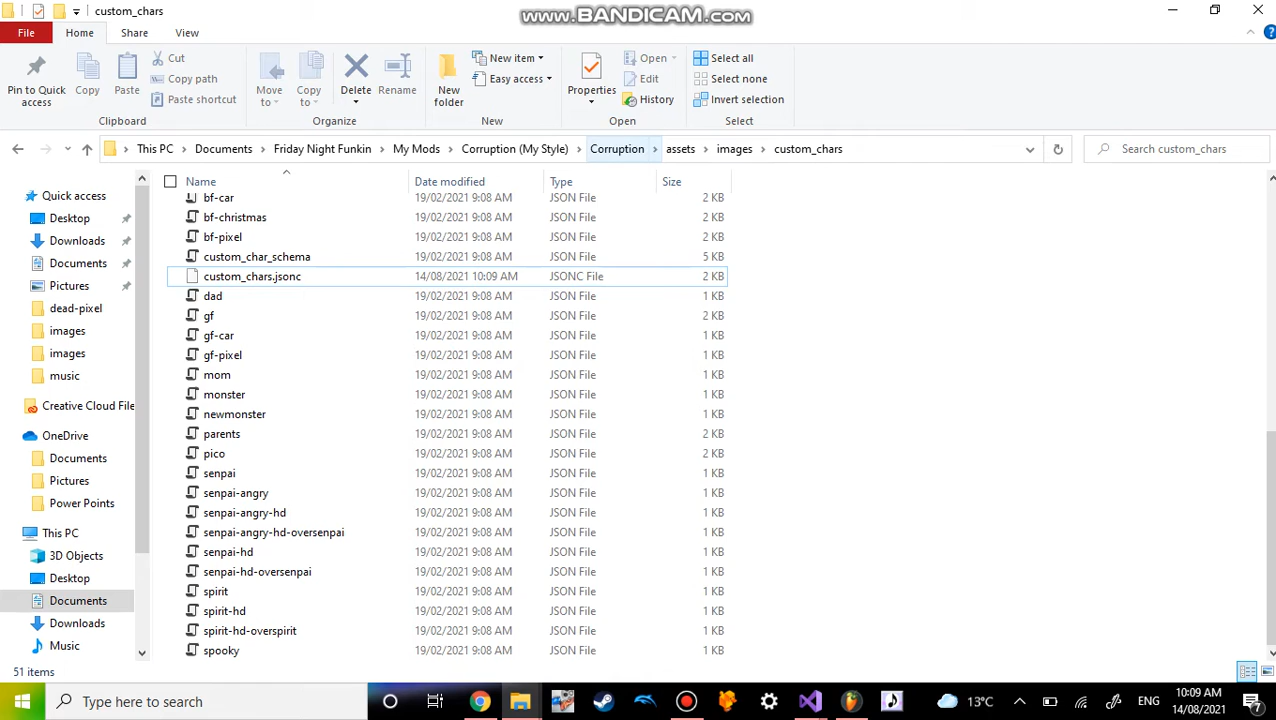 custom_chars
www.BANDICAM.com
File
Home
Share
View
Pin to Quick access
Copy
Paste
Cut
Copy path
Paste shortcut
Move to
Copy to
Delete
Rename
New folder
New item
Easy access
Properties
Open
Edit
History
Select all
Select none
Invert selection
Clipboard
Organize
New
Open
Select
This PC
Documents
Friday Night Funkin
My Mods
Corruption (My Style)
Corruption
assets
images
custom_chars
Search custom_chars
Name Date modified Type Size
bf-car 19/02/2021 9:08 AM JSON File 2 KB
bf-christmas 19/02/2021 9:08 AM JSON File 2 KB
bf-pixel 19/02/2021 9:08 AM JSON File 2 KB
custom_char_schema 19/02/2021 9:08 AM JSON File 5 KB
custom_chars.jsonc 14/08/2021 10:09 AM JSONC File 2 KB
dad 19/02/2021 9:08 AM JSON File 1 KB
gf 19/02/2021 9:08 AM JSON File 2 KB
gf-car 19/02/2021 9:08 AM JSON File 1 KB
gf-pixel 19/02/2021 9:08 AM JSON File 1 KB
mom 19/02/2021 9:08 AM JSON File 1 KB
monster 19/02/2021 9:08 AM JSON File 1 KB
newmonster 19/02/2021 9:08 AM JSON File 1 KB
parents 19/02/2021 9:08 AM JSON File 2 KB
pico 19/02/2021 9:08 AM JSON File 2 KB
senpai 19/02/2021 9:08 AM JSON File 1 KB
senpai-angry 19/02/2021 9:08 AM JSON File 1 KB
senpai-angry-hd 19/02/2021 9:08 AM JSON File 1 KB
senpai-angry-hd-oversenpai 19/02/2021 9:08 AM JSON File 1 KB
senpai-hd 19/02/2021 9:08 AM JSON File 1 KB
senpai-hd-oversenpai 19/02/2021 9:08 AM JSON File 1 KB
spirit 19/02/2021 9:08 AM JSON File 1 KB
spirit-hd 19/02/2021 9:08 AM JSON File 1 KB
spirit-hd-overspirit 19/02/2021 9:08 AM JSON File 1 KB
spooky 19/02/2021 9:08 AM JSON File 1 KB
Quick access
Desktop
Downloads
Documents
Pictures
dead-pixel
images
images
music
Creative Cloud File
OneDrive
Documents
Pictures
Power Points
This PC
3D Objects
Desktop
Documents
Downloads
Music
51 items
Type here to search
13°C
ENG
10:09 AM
14/08/2021
7